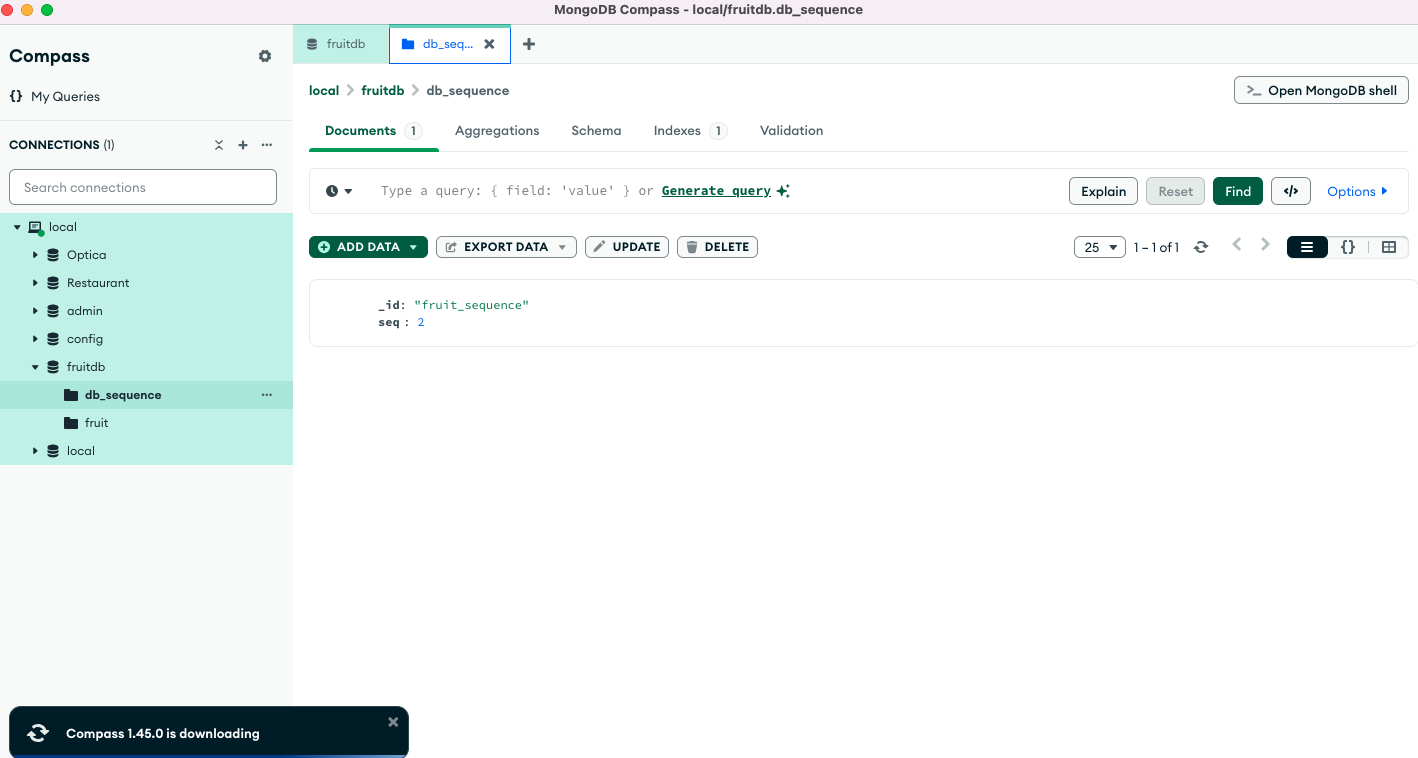 MongoDB Compass - local/fruitdb.db_sequence
Compass
{} My Queries
CONNECTIONS (1)
Search connections
local
Optica
Restaurant
admin
config
fruitdb
db_sequence
fruit
local
fruitdb
db_seq...
local > fruitdb > db_sequence
>_ Open MongoDB shell
Documents 1 Aggregations Schema Indexes 1 Validation
Type a query: { field: 'value' } or Generate query
Explain Reset Find </> Options
ADD DATA EXPORT DATA UPDATE DELETE
25 1 – 1 of 1 {}
_id: "fruit_sequence"
seq : 2
Compass 1.45.0 is downloading